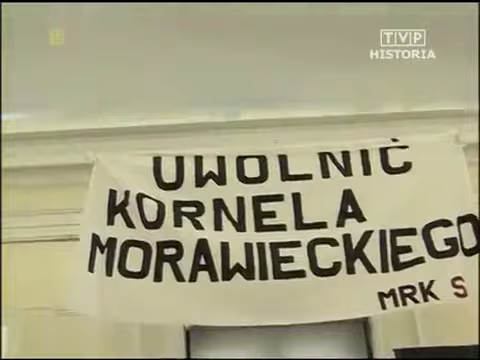 TVP
HISTORIA
UWOLNIĆ
KORNELA
MORAWIECKIEGO
MRK S